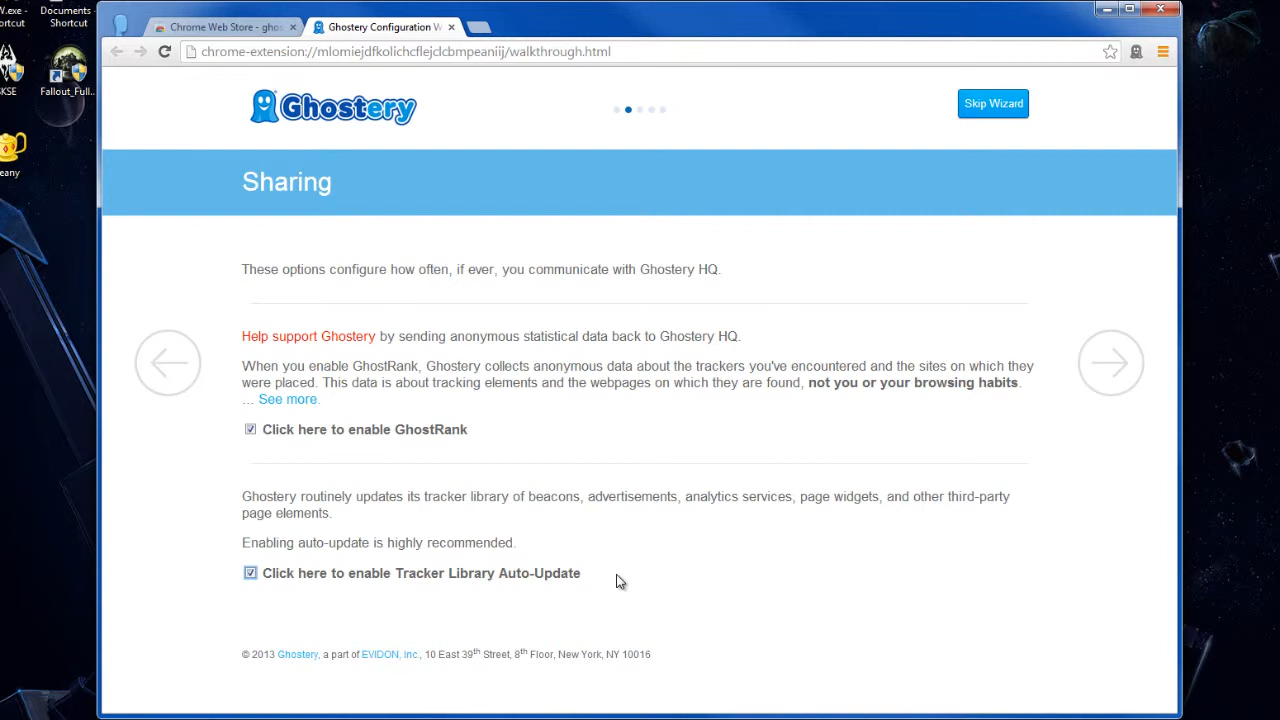 W.exe -
ortcut
Documents -
Shortcut
SKSE
Fallout_Full...
eany
Chrome Web Store - ghos
Ghostery Configuration W
chrome-extension://mlomiejdfkolichcflejclcbmpeaniij/walkthrough.html
Ghostery
Skip Wizard
Sharing
These options configure how often, if ever, you communicate with Ghostery HQ.
Help support Ghostery by sending anonymous statistical data back to Ghostery HQ.
When you enable GhostRank, Ghostery collects anonymous data about the trackers you've encountered and the sites on which they
were placed. This data is about tracking elements and the webpages on which they are found, not you or your browsing habits.
... See more.
Click here to enable GhostRank
Ghostery routinely updates its tracker library of beacons, advertisements, analytics services, page widgets, and other third-party
page elements.
Enabling auto-update is highly recommended.
Click here to enable Tracker Library Auto-Update
© 2013 Ghostery, a part of EVIDON, Inc., 10 East 39th Street, 8th Floor, New York, NY 10016